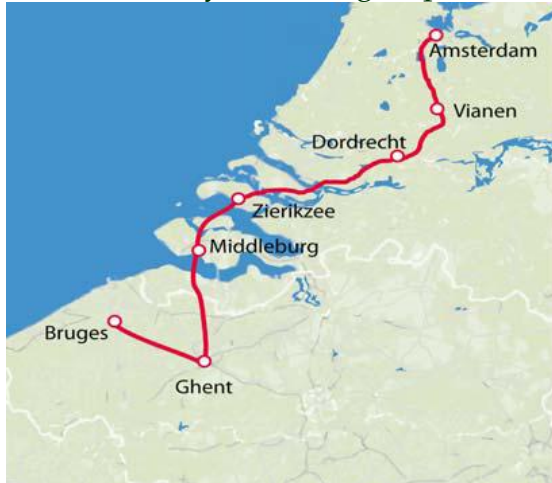 Amsterdam
Vianen
Dordrecht
Zierikzee
Middleburg
Bruges
Ghent